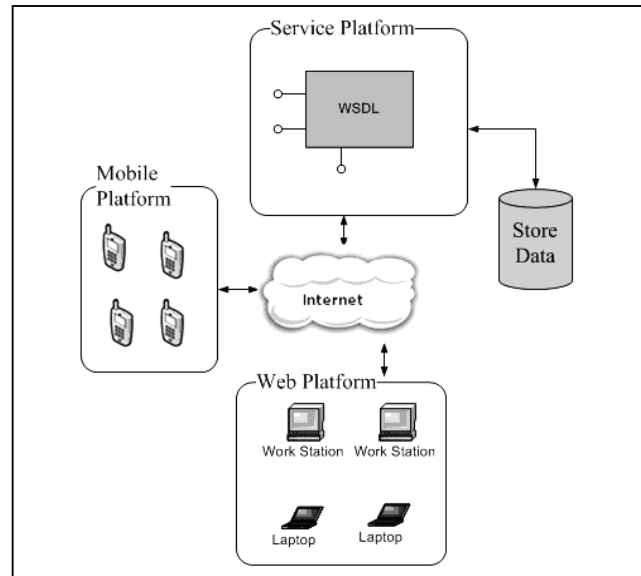 Service Platform
WSDL
Mobile
Platform
Store
Data
Internet
Web Platform
Work Station
Work Station
Laptop
Laptop